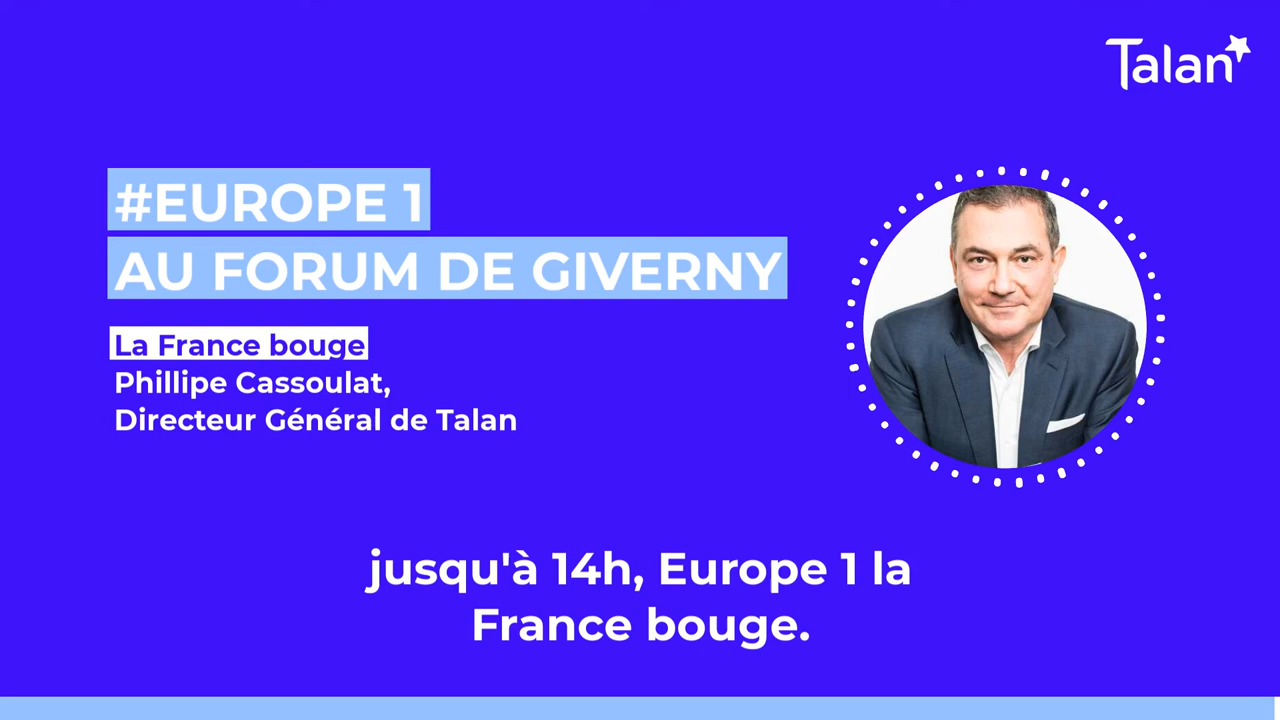 Talan
#EUROPE 1
AU FORUM DE GIVERNY
La France bouge
Phillipe Cassoulat,
Directeur Général de Talan
jusqu'à 14h, Europe 1 la
France bouge.